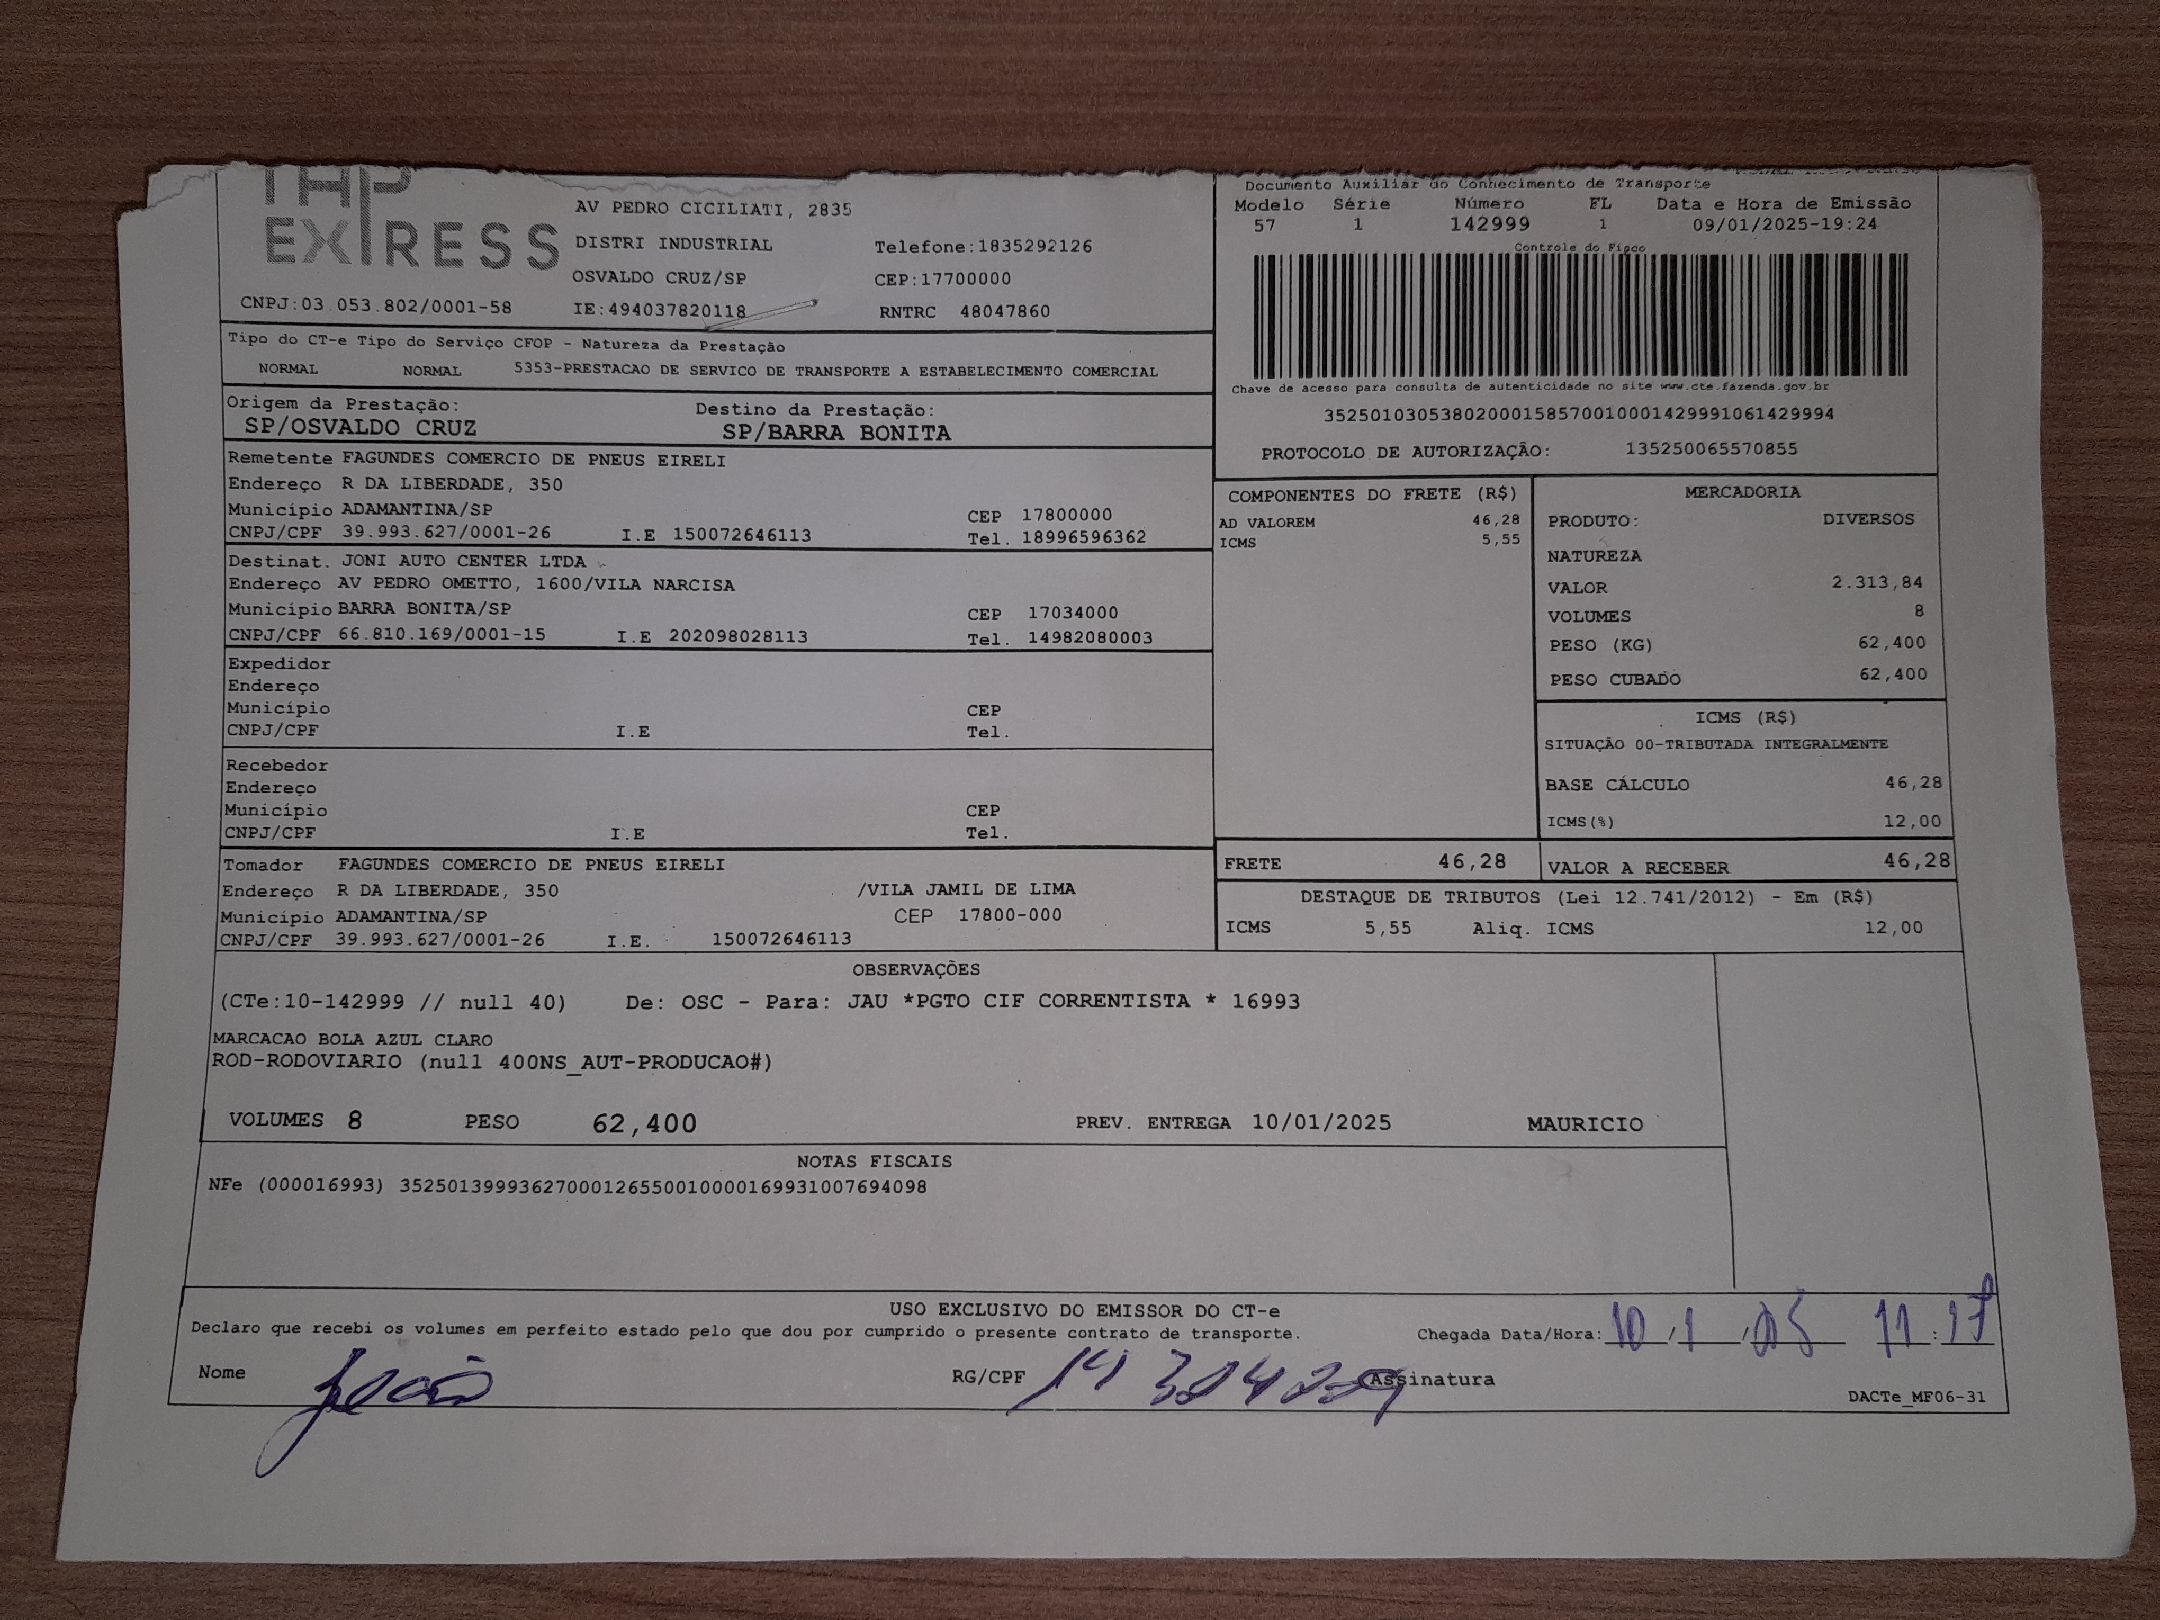 EXPRESS
AV PEDRO CICILIATI, 2835
DISTRI INDUSTRIAL Telefone:1835292126
OSVALDO CRUZ/SP CEP:17700000
CNPJ:03.053.802/0001-58 IE:494037820118 RNTRC 48047860
Documento Auxiliar do Conhecimento de Transporte
Modelo Série Número FL Data e Hora de Emissão
57 1 142999 1 09/01/2025-19:24
Controle do Fisco
Chave de acesso para consulta de autenticidade no site www.cte.fazenda.gov.br
35250103053802000158570010001429991061429994
PROTOCOLO DE AUTORIZAÇÃO: 135250065570855
Tipo do CT-e Tipo do Serviço CFOP - Natureza da Prestação
NORMAL NORMAL 5353-PRESTACAO DE SERVICO DE TRANSPORTE A ESTABELECIMENTO COMERCIAL
Origem da Prestação: Destino da Prestação:
SP/OSVALDO CRUZ SP/BARRA BONITA
Remetente FAGUNDES COMERCIO DE PNEUS EIRELI
Endereço R DA LIBERDADE, 350
Município ADAMANTINA/SP CEP 17800000
CNPJ/CPF 39.993.627/0001-26 I.E 150072646113 Tel. 18996596362
Destinat. JONI AUTO CENTER LTDA
Endereço AV PEDRO OMETTO, 1600/VILA NARCISA
Município BARRA BONITA/SP CEP 17034000
CNPJ/CPF 66.810.169/0001-15 I.E 202098028113 Tel. 14982080003
Expedidor
Endereço
Município CEP
CNPJ/CPF I.E Tel.
Recebedor
Endereço
Município CEP
CNPJ/CPF I.E Tel.
Tomador FAGUNDES COMERCIO DE PNEUS EIRELI
Endereço R DA LIBERDADE, 350 /VILA JAMIL DE LIMA
Município ADAMANTINA/SP CEP 17800-000
CNPJ/CPF 39.993.627/0001-26 I.E. 150072646113
COMPONENTES DO FRETE (R$)
AD VALOREM 46,28
ICMS 5,55
MERCADORIA
PRODUTO: DIVERSOS
NATUREZA
VALOR 2.313,84
VOLUMES 8
PESO (KG) 62,400
PESO CUBADO 62,400
ICMS (R$)
SITUAÇÃO 00-TRIBUTADA INTEGRALMENTE
BASE CÁLCULO 46,28
ICMS(%) 12,00
FRETE 46,28 VALOR A RECEBER 46,28
DESTAQUE DE TRIBUTOS (Lei 12.741/2012) - Em (R$)
ICMS 5,55 Aliq. ICMS 12,00
OBSERVAÇÕES
(CTe:10-142999 // null 40) De: OSC - Para: JAU *PGTO CIF CORRENTISTA * 16993
MARCACAO BOLA AZUL CLARO
ROD-RODOVIARIO (null 400NS_AUT-PRODUCAO#)
VOLUMES 8 PESO 62,400 PREV. ENTREGA 10/01/2025 MAURICIO
NOTAS FISCAIS
NFe (000016993) 35250139993627000126550010000169931007694098
USO EXCLUSIVO DO EMISSOR DO CT-e
Declaro que recebi os volumes em perfeito estado pelo que dou por cumprido o presente contrato de transporte. Chegada Data/Hora: 10/1/25 11:17
Nome João RG/CPF Assinatura
DACTe_MF06-31